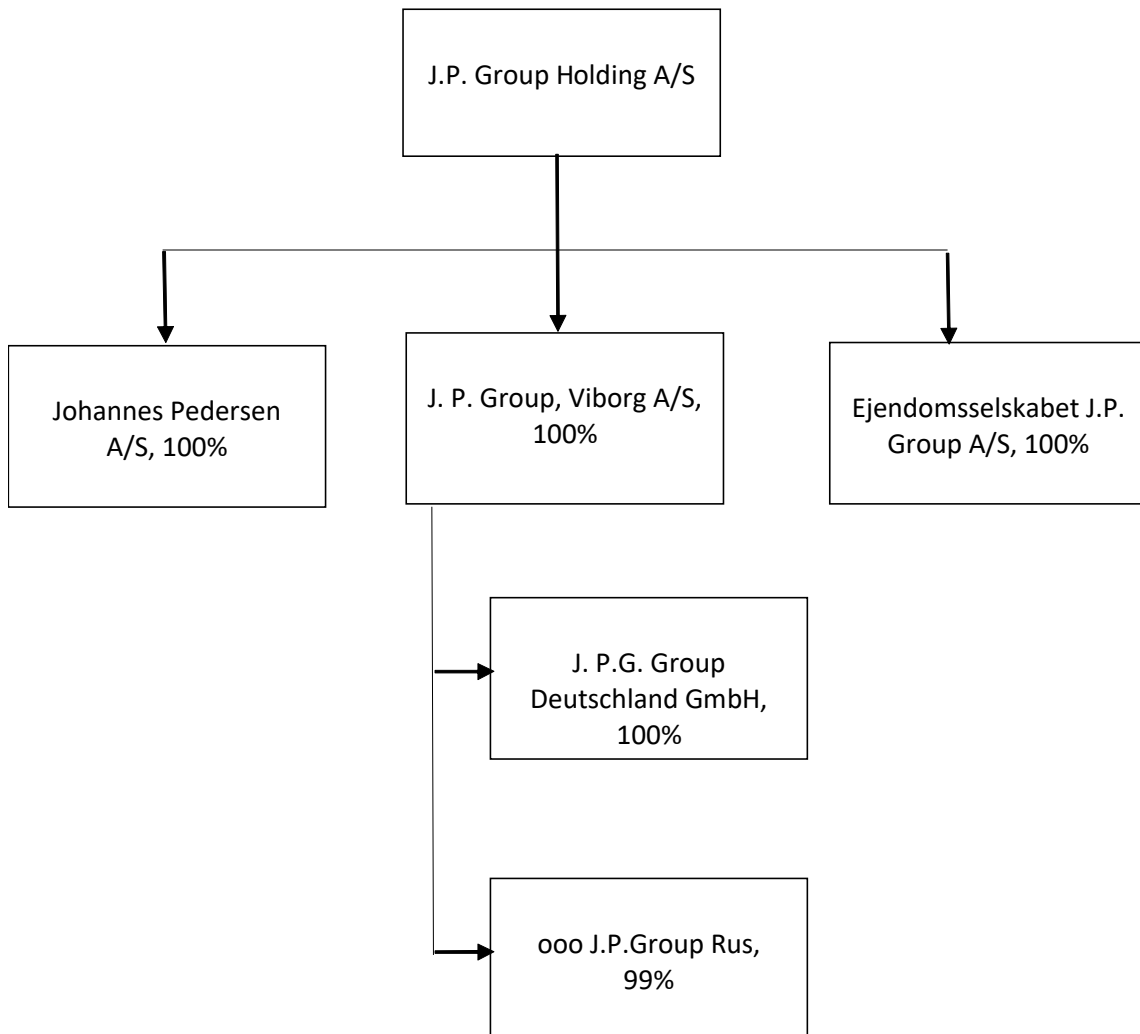 J.P. Group Holding A/S
Johannes Pedersen
A/S, 100%
J. P. Group, Viborg A/S,
100%
Ejendomsselskabet J.P.
Group A/S, 100%
J. P.G. Group
Deutschland GmbH,
100%
ooo J.P.Group Rus,
99%